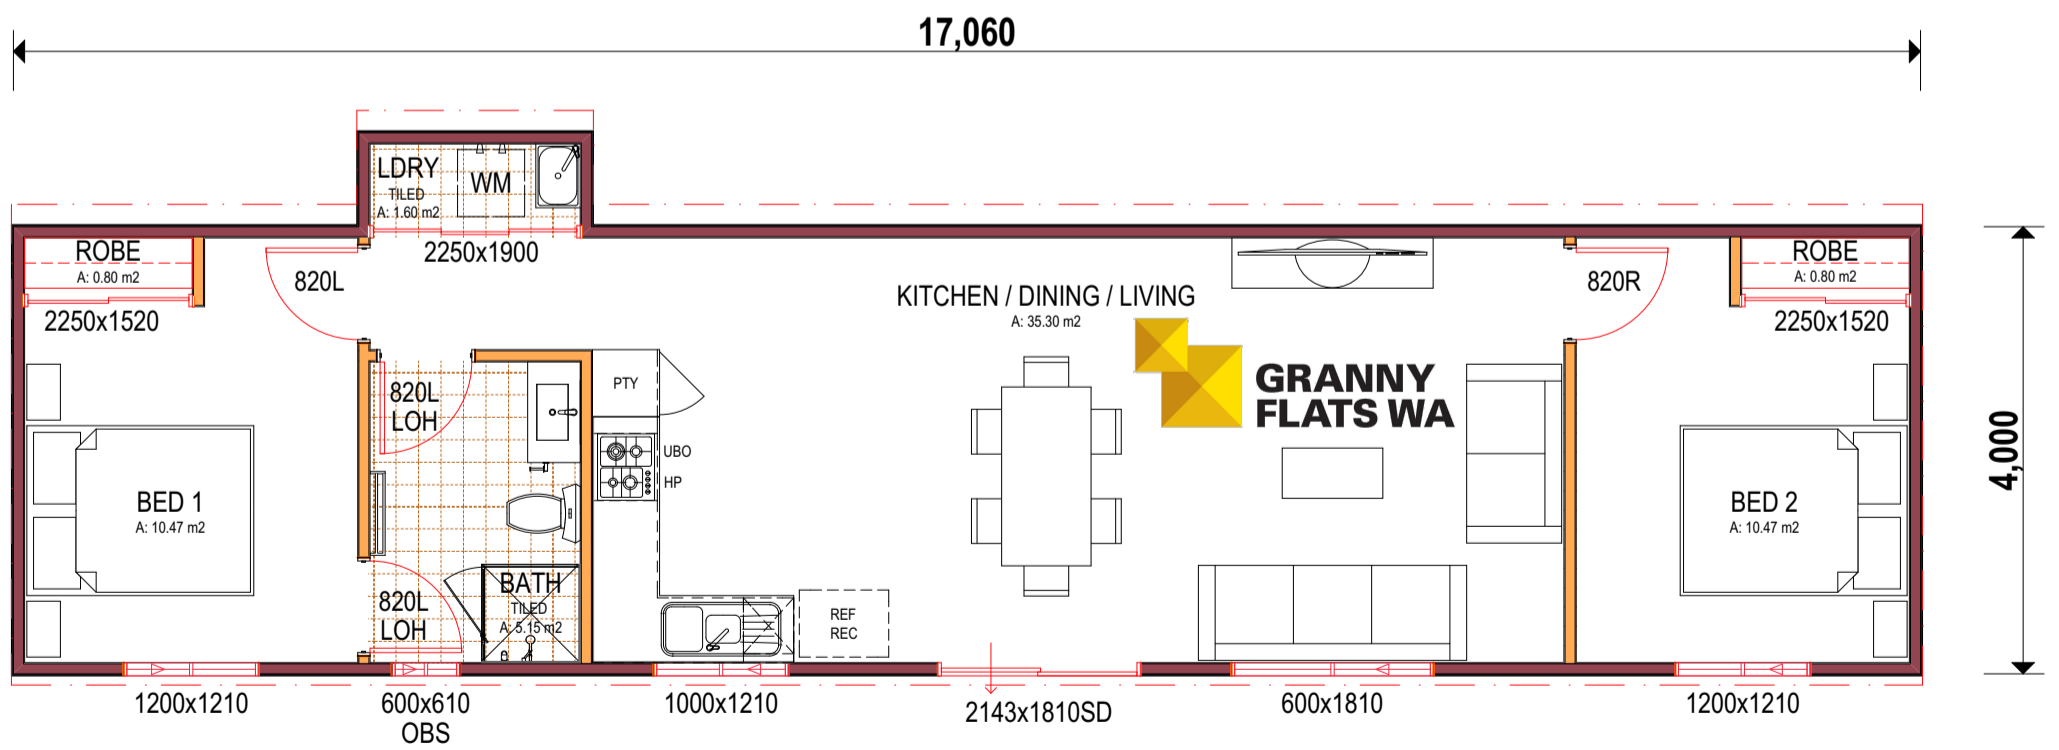 17,060
LDRY
TILED
A: 1.60 m2
WM
ROBE
A: 0.80 m2
2250x1520
820L
2250x1900
KITCHEN / DINING / LIVING
A: 35.30 m2
820R
ROBE
A: 0.80 m2
2250x1520
GRANNY
FLATS WA
4,000
820L
LOH
PTY
UBO
HP
BED 1
A: 10.47 m2
BED 2
A: 10.47 m2
820L
LOH
BATH
TILED
A: 5.15 m2
REF
REC
1200x1210
600x610
OBS
1000x1210
2143x1810SD
600x1810
1200x1210